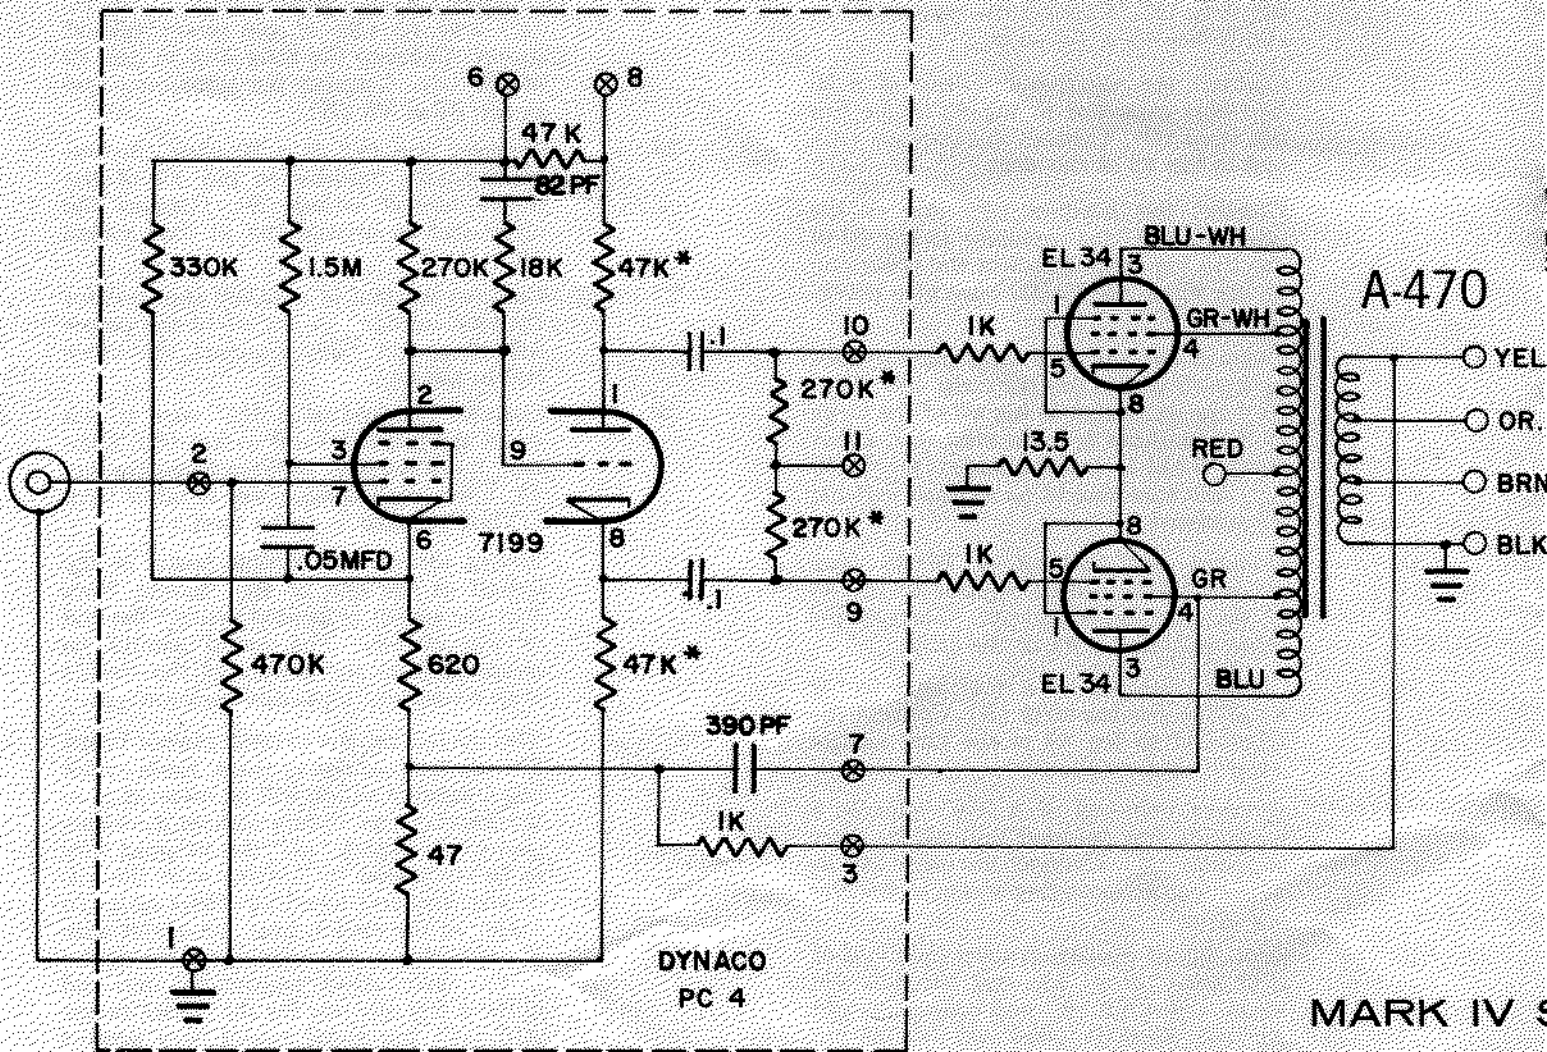 6
8
47 K
82 PF
330K
1.5M
270K
18K
47K*
EL 34
3
BLU-WH
A-470
1
GR-WH
4
.1
10
1K
5
8
270K*
11
YEL
OR.
BRN
BLK
2
3
7
2
9
1
13.5
RED
.05MFD
6
7199
8
270K*
.1
9
1K
8
5
1
GR
4
3
EL 34
BLU
470K
620
47K*
390 PF
7
1K
3
47
1
DYNACO
PC 4
MARK IV